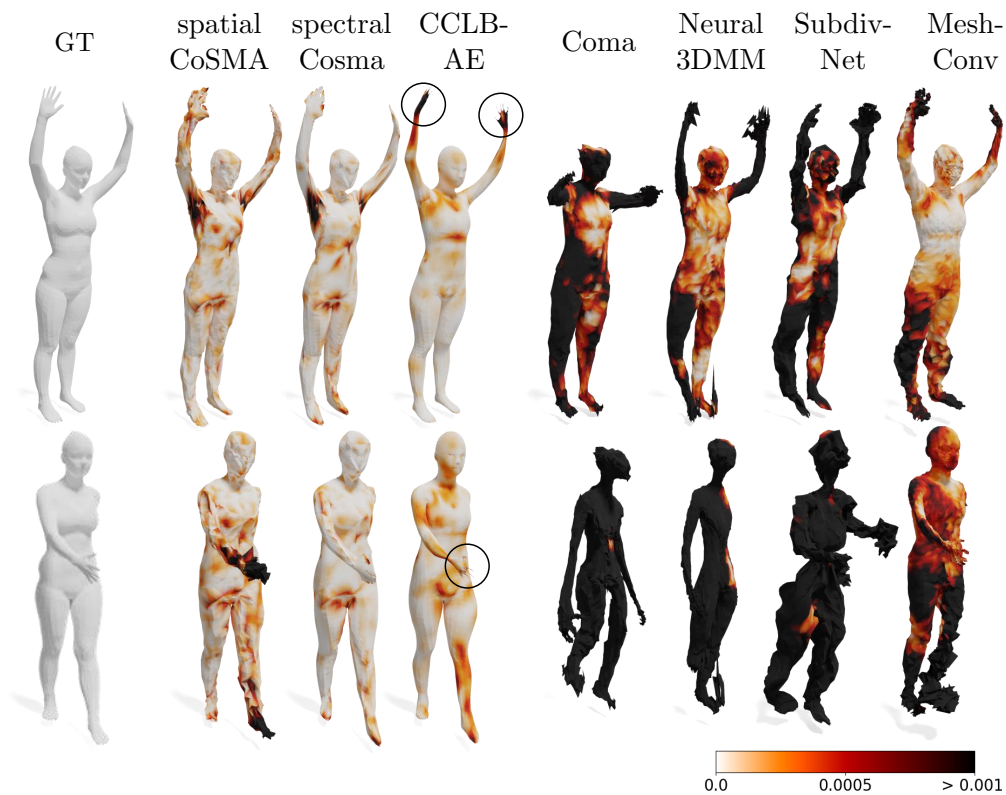 GT
spatial
CoSMA
spectral
Cosma
CCLB-
AE
Coma
Neural
3DMM
Subdiv-
Net
Mesh-
Conv
0.0
0.0005
> 0.001